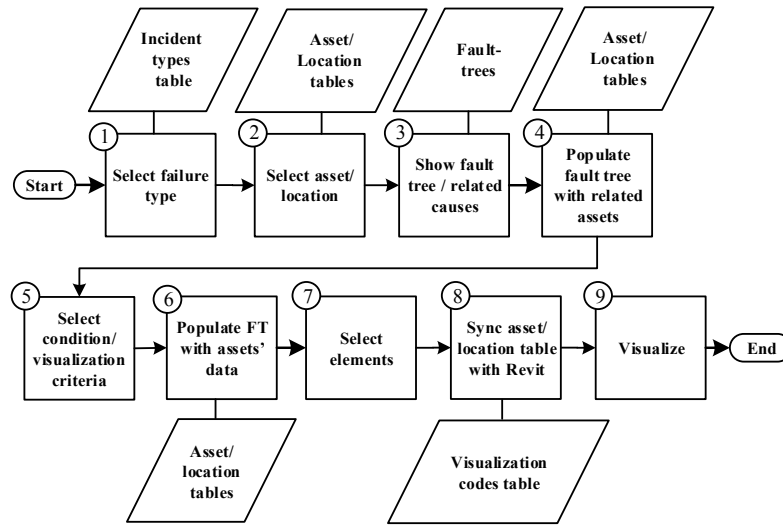 Incident
types
table
Asset/
Location
tables
Fault-
trees
Asset/
Location
tables
1
2
3
4
Start
Select failure
type
Select asset/
location
Show fault
tree / related
causes
Populate
fault tree
with related
assets
5
6
7
8
9
Select
condition/
visualization
criteria
Populate FT
with assets’
data
Select
elements
Sync asset/
location table
with Revit
Visualize
End
Asset/
location
tables
Visualization
codes table